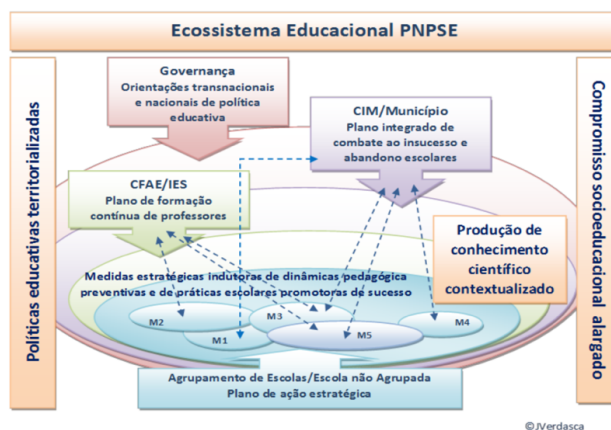 Ecossistema Educacional PNPSE
Políticas educativas territorializadas
Governança
Orientações transnacionais
e nacionais de política
educativa
CIM/Município
Plano integrado de
combate ao insucesso e
abandono escolares
CFAE/IES
Plano de formação
contínua de professores
Produção de
conhecimento
científico
contextualizado
Medidas estratégicas indutoras de dinâmicas pedagógica
preventivas e de práticas escolares promotoras de sucesso
M2
M3
M4
M1
M5
Agrupamento de Escolas/Escola não Agrupada
Plano de ação estratégica
Compromisso socioeducacional alargado
©JVerdasca